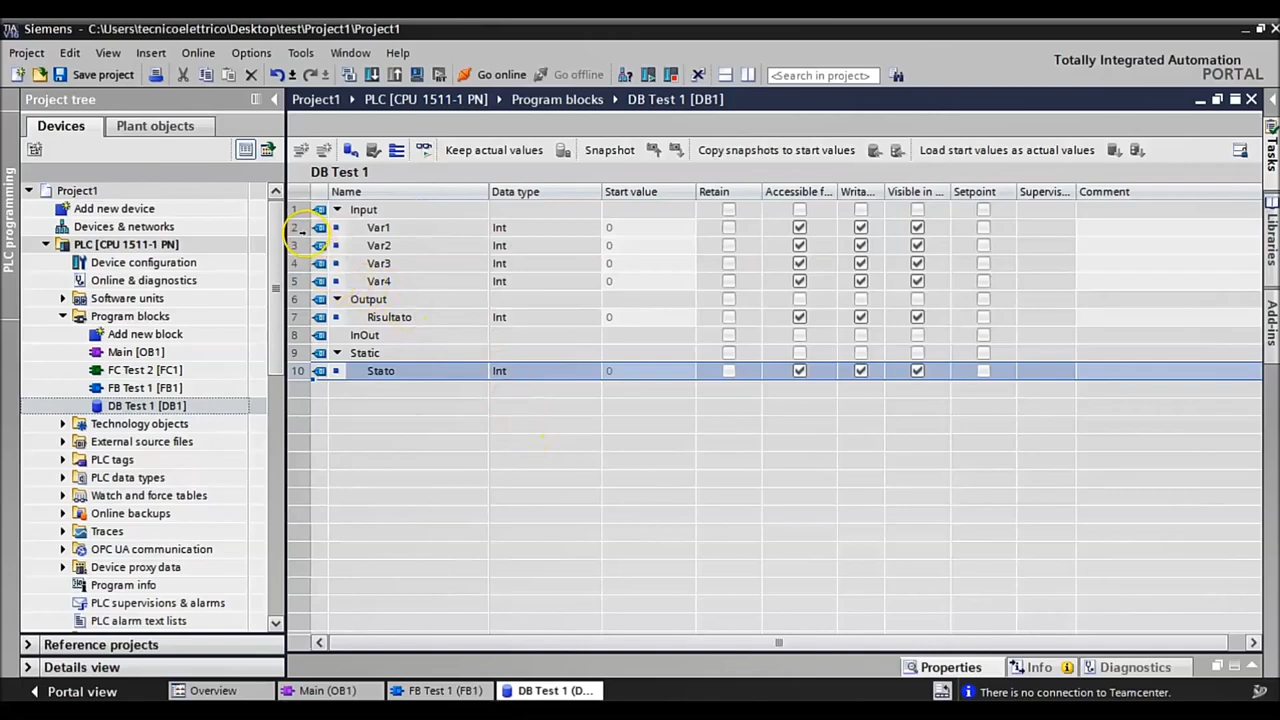 TIA V16 Siemens - C:\Users\tecnicoelettrico\Desktop\test\Project1\Project1
Project Edit View Insert Online Options Tools Window Help
Totally Integrated Automation
PORTAL
Save project Go online Go offline <Search in project>
Project tree
Project1 PLC [CPU 1511-1 PN] Program blocks DB Test 1 [DB1]
Devices Plant objects
Keep actual values Snapshot Copy snapshots to start values Load start values as actual values
DB Test 1
Name Data type Start value Retain Accessible f... Writa... Visible in ... Setpoint Supervis... Comment
1 Input
2 Var1 Int 0
3 Var2 Int 0
4 Var3 Int 0
5 Var4 Int 0
6 Output
7 Risultato Int 0
8 InOut
9 Static
10 Stato Int 0
Project1
Add new device
Devices & networks
PLC [CPU 1511-1 PN]
Device configuration
Online & diagnostics
Software units
Program blocks
Add new block
Main [OB1]
FC Test 2 [FC1]
FB Test 1 [FB1]
DB Test 1 [DB1]
Technology objects
External source files
PLC tags
PLC data types
Watch and force tables
Online backups
Traces
OPC UA communication
Device proxy data
Program info
PLC supervisions & alarms
PLC alarm text lists
Reference projects
Details view
PLC programming
Tasks
Libraries
Add-ins
Properties Info Diagnostics
Portal view Overview Main (OB1) FB Test 1 (FB1) DB Test 1 (D... There is no connection to Teamcenter.